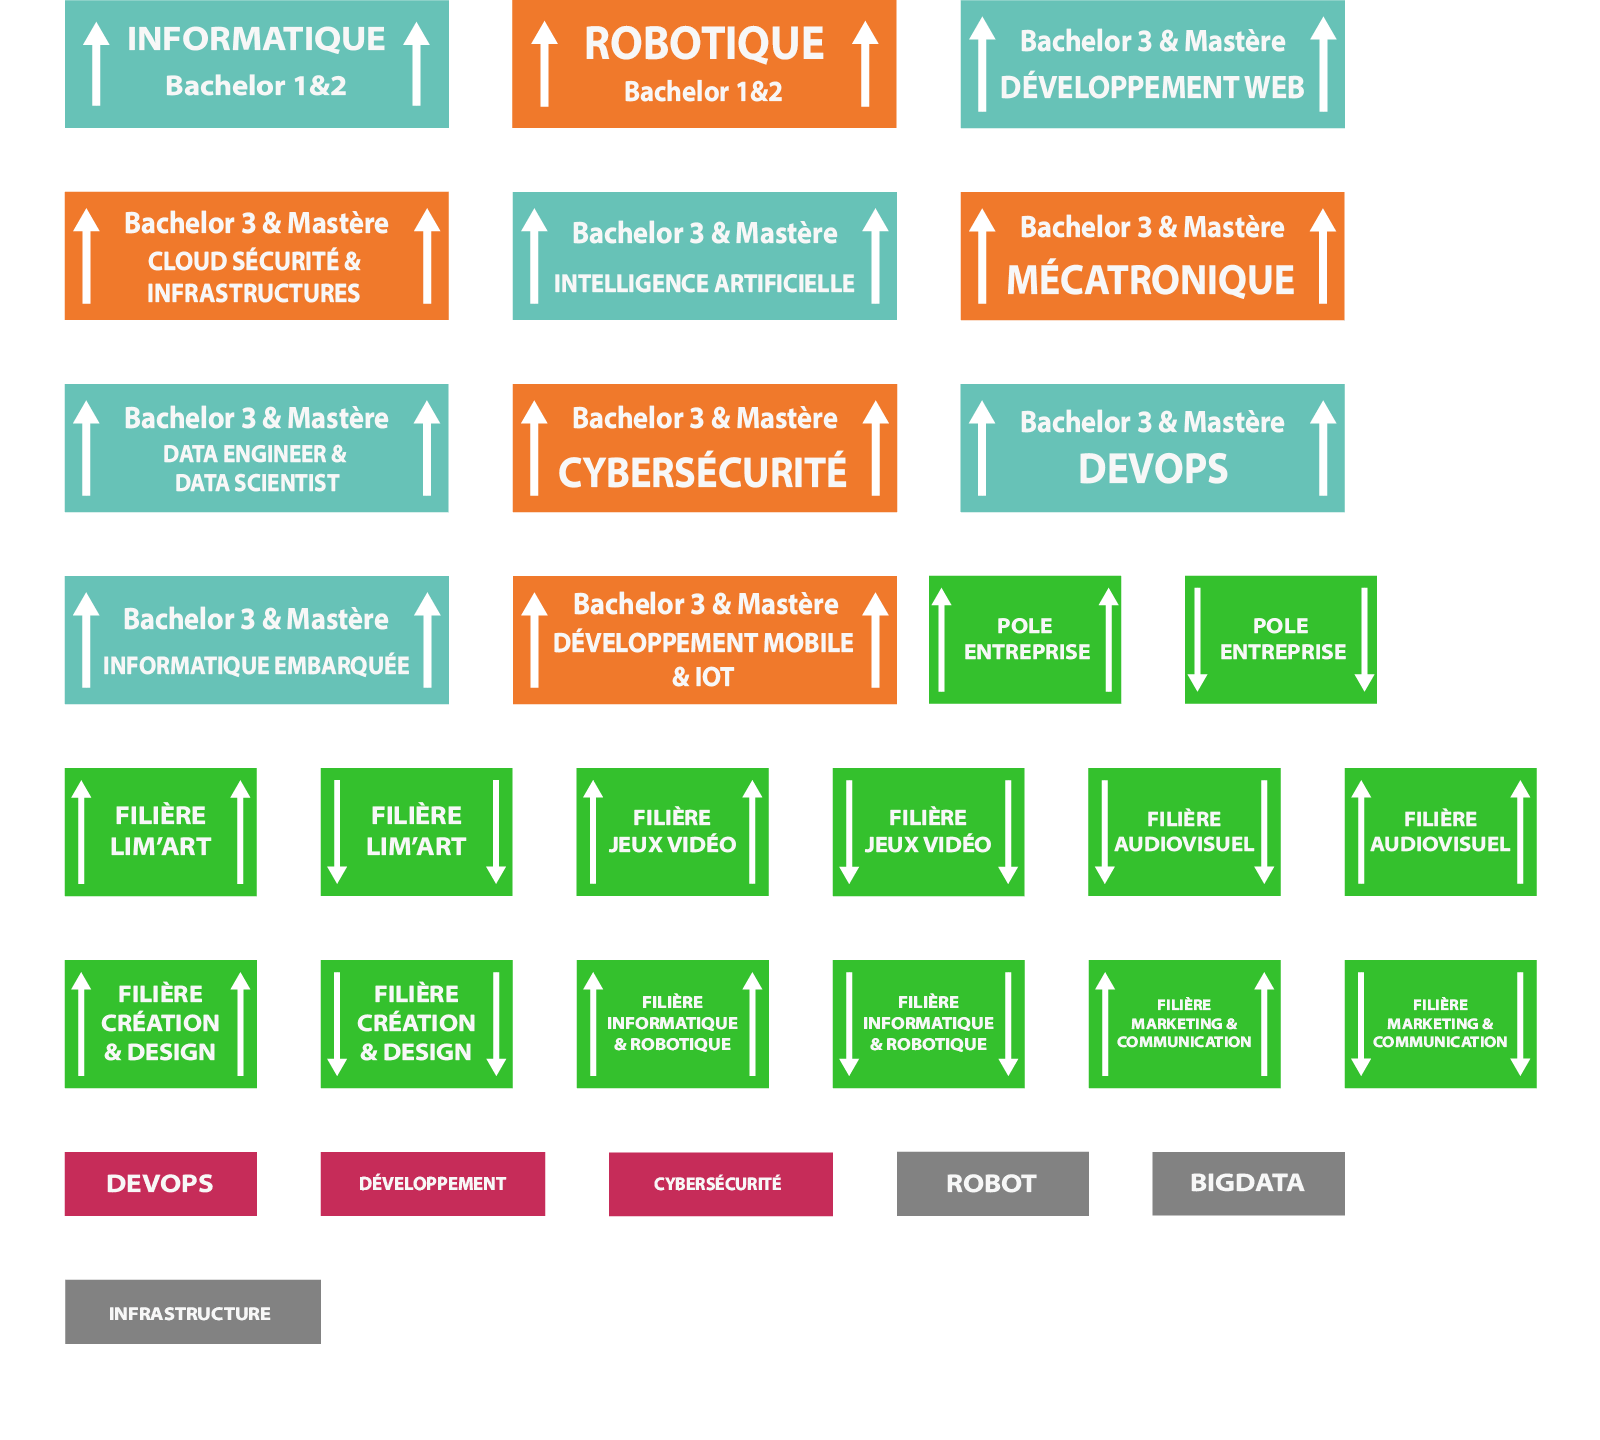 INFORMATIQUE
Bachelor 1&2
ROBOTIQUE
Bachelor 1&2
Bachelor 3 & Mastère
DÉVELOPPEMENT WEB
Bachelor 3 & Mastère
CLOUD SÉCURITÉ &
INFRASTRUCTURES
Bachelor 3 & Mastère
INTELLIGENCE ARTIFICIELLE
Bachelor 3 & Mastère
MÉCATRONIQUE
Bachelor 3 & Mastère
DATA ENGINEER &
DATA SCIENTIST
Bachelor 3 & Mastère
CYBERSÉCURITÉ
Bachelor 3 & Mastère
DEVOPS
Bachelor 3 & Mastère
INFORMATIQUE EMBARQUÉE
Bachelor 3 & Mastère
DÉVELOPPEMENT MOBILE
& IOT
POLE
ENTREPRISE
POLE
ENTREPRISE
FILIÈRE
LIM’ART
FILIÈRE
LIM’ART
FILIÈRE
JEUX VIDÉO
FILIÈRE
JEUX VIDÉO
FILIÈRE
AUDIOVISUEL
FILIÈRE
AUDIOVISUEL
FILIÈRE
CRÉATION
& DESIGN
FILIÈRE
CRÉATION
& DESIGN
FILIÈRE
INFORMATIQUE
& ROBOTIQUE
FILIÈRE
INFORMATIQUE
& ROBOTIQUE
FILIÈRE
MARKETING &
COMMUNICATION
FILIÈRE
MARKETING &
COMMUNICATION
DEVOPS
DÉVELOPPEMENT
CYBERSÉCURITÉ
ROBOT
BIGDATA
INFRASTRUCTURE